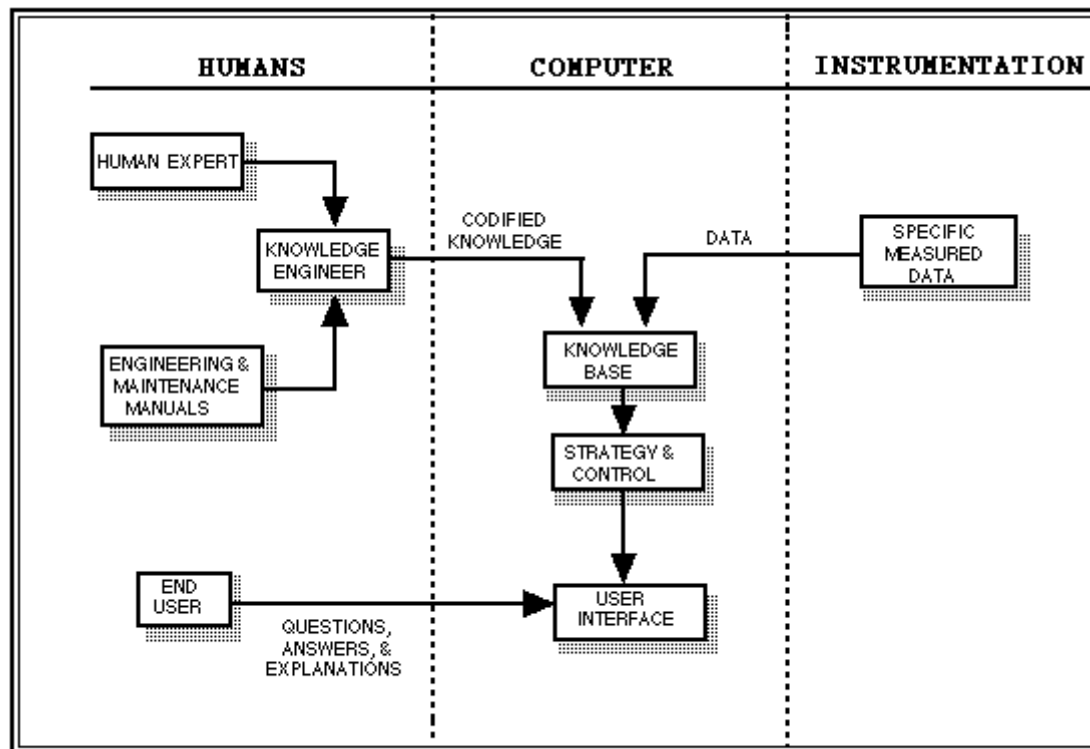 HUMANS
COMPUTER
INSTRUMENTATION
HUMAN EXPERT
KNOWLEDGE
ENGINEER
CODIFIED
KNOWLEDGE
DATA
SPECIFIC
MEASURED
DATA
ENGINEERING &
MAINTENANCE
MANUALS
KNOWLEDGE
BASE
STRATEGY &
CONTROL
END
USER
QUESTIONS,
ANSWERS, &
EXPLANATIONS
USER
INTERFACE